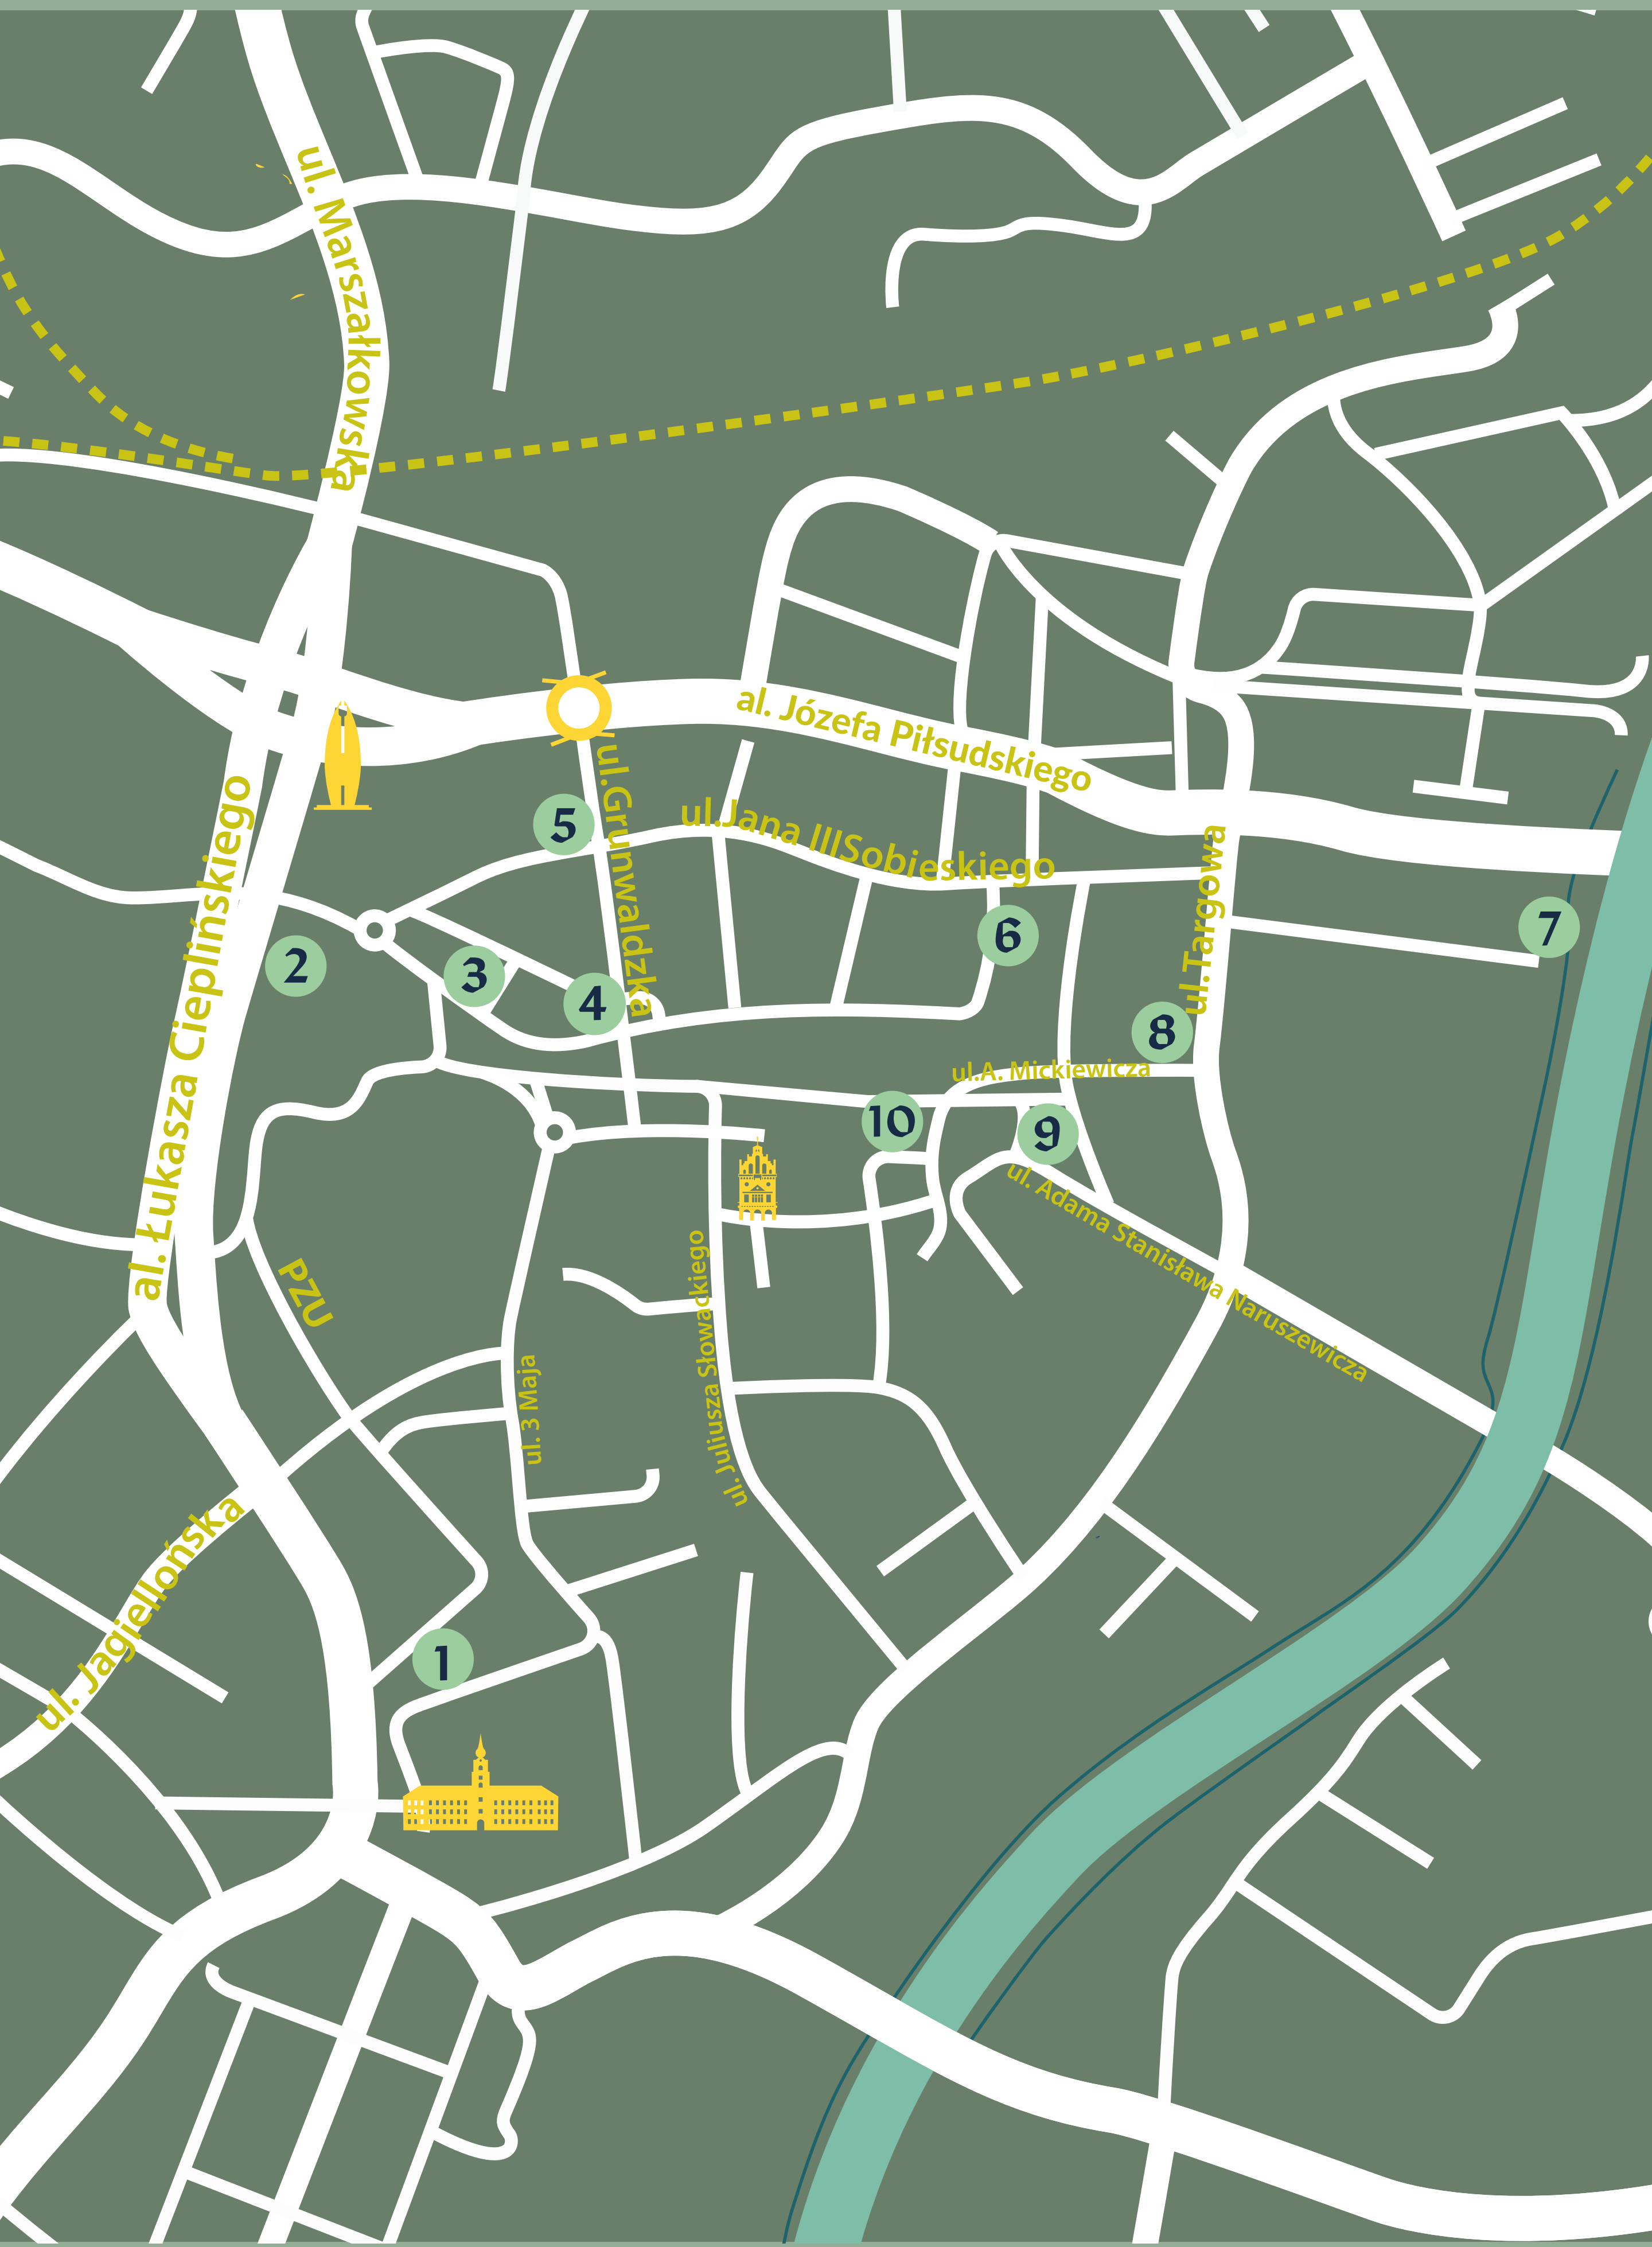 ul. Marszałkowska
al. Józefa Piłsudskiego
ul.Grunwaldzka
ul.Jana IIISobieskiego
5
al. Łukasza Cieplińskiego
ul.Targowa
6
7
2
3
4
8
ul.A. Mickiewicza
10
9
ul. Adama Stanisława Naruszewicza
PZU
ul. Juliusza Słowackiego
ul. 3 Maja
ul. Jagiellońska
1